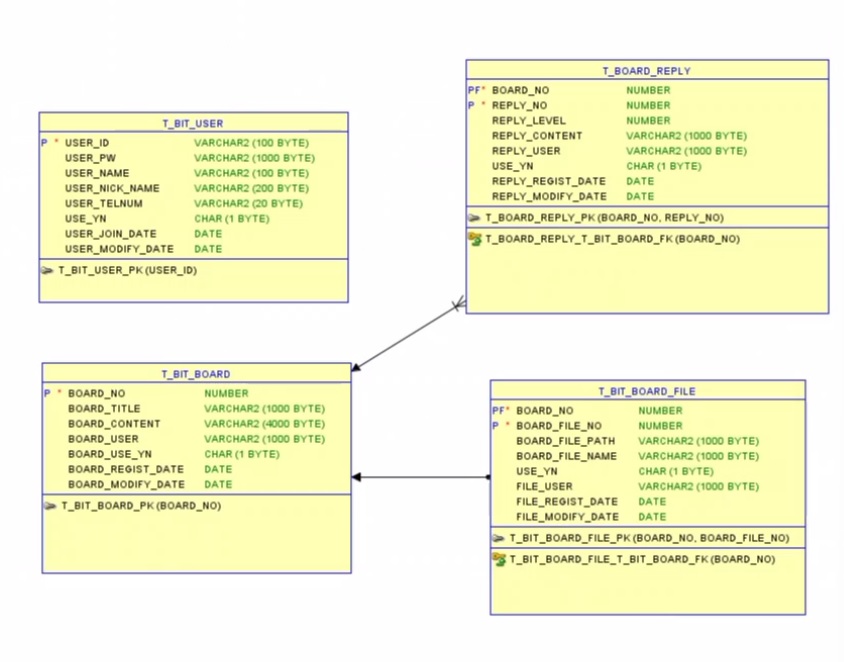 T_BIT_USER
P * USER_ID VARCHAR2 (100 BYTE)
USER_PW VARCHAR2 (1000 BYTE)
USER_NAME VARCHAR2 (100 BYTE)
USER_NICK_NAME VARCHAR2 (200 BYTE)
USER_TELNUM VARCHAR2 (20 BYTE)
USE_YN CHAR (1 BYTE)
USER_JOIN_DATE DATE
USER_MODIFY_DATE DATE
T_BIT_USER_PK (USER_ID)
T_BOARD_REPLY
PF* BOARD_NO NUMBER
P * REPLY_NO NUMBER
REPLY_LEVEL NUMBER
REPLY_CONTENT VARCHAR2 (1000 BYTE)
REPLY_USER VARCHAR2 (1000 BYTE)
USE_YN CHAR (1 BYTE)
REPLY_REGIST_DATE DATE
REPLY_MODIFY_DATE DATE
T_BOARD_REPLY_PK (BOARD_NO, REPLY_NO)
T_BOARD_REPLY_T_BIT_BOARD_FK (BOARD_NO)
T_BIT_BOARD
P * BOARD_NO NUMBER
BOARD_TITLE VARCHAR2 (1000 BYTE)
BOARD_CONTENT VARCHAR2 (4000 BYTE)
BOARD_USER VARCHAR2 (1000 BYTE)
BOARD_USE_YN CHAR (1 BYTE)
BOARD_REGIST_DATE DATE
BOARD_MODIFY_DATE DATE
T_BIT_BOARD_PK (BOARD_NO)
T_BIT_BOARD_FILE
PF* BOARD_NO NUMBER
P * BOARD_FILE_NO NUMBER
BOARD_FILE_PATH VARCHAR2 (1000 BYTE)
BOARD_FILE_NAME VARCHAR2 (1000 BYTE)
USE_YN CHAR (1 BYTE)
FILE_USER VARCHAR2 (1000 BYTE)
FILE_REGIST_DATE DATE
FILE_MODIFY_DATE DATE
T_BIT_BOARD_FILE_PK (BOARD_NO, BOARD_FILE_NO)
T_BIT_BOARD_FILE_T_BIT_BOARD_FK (BOARD_NO)